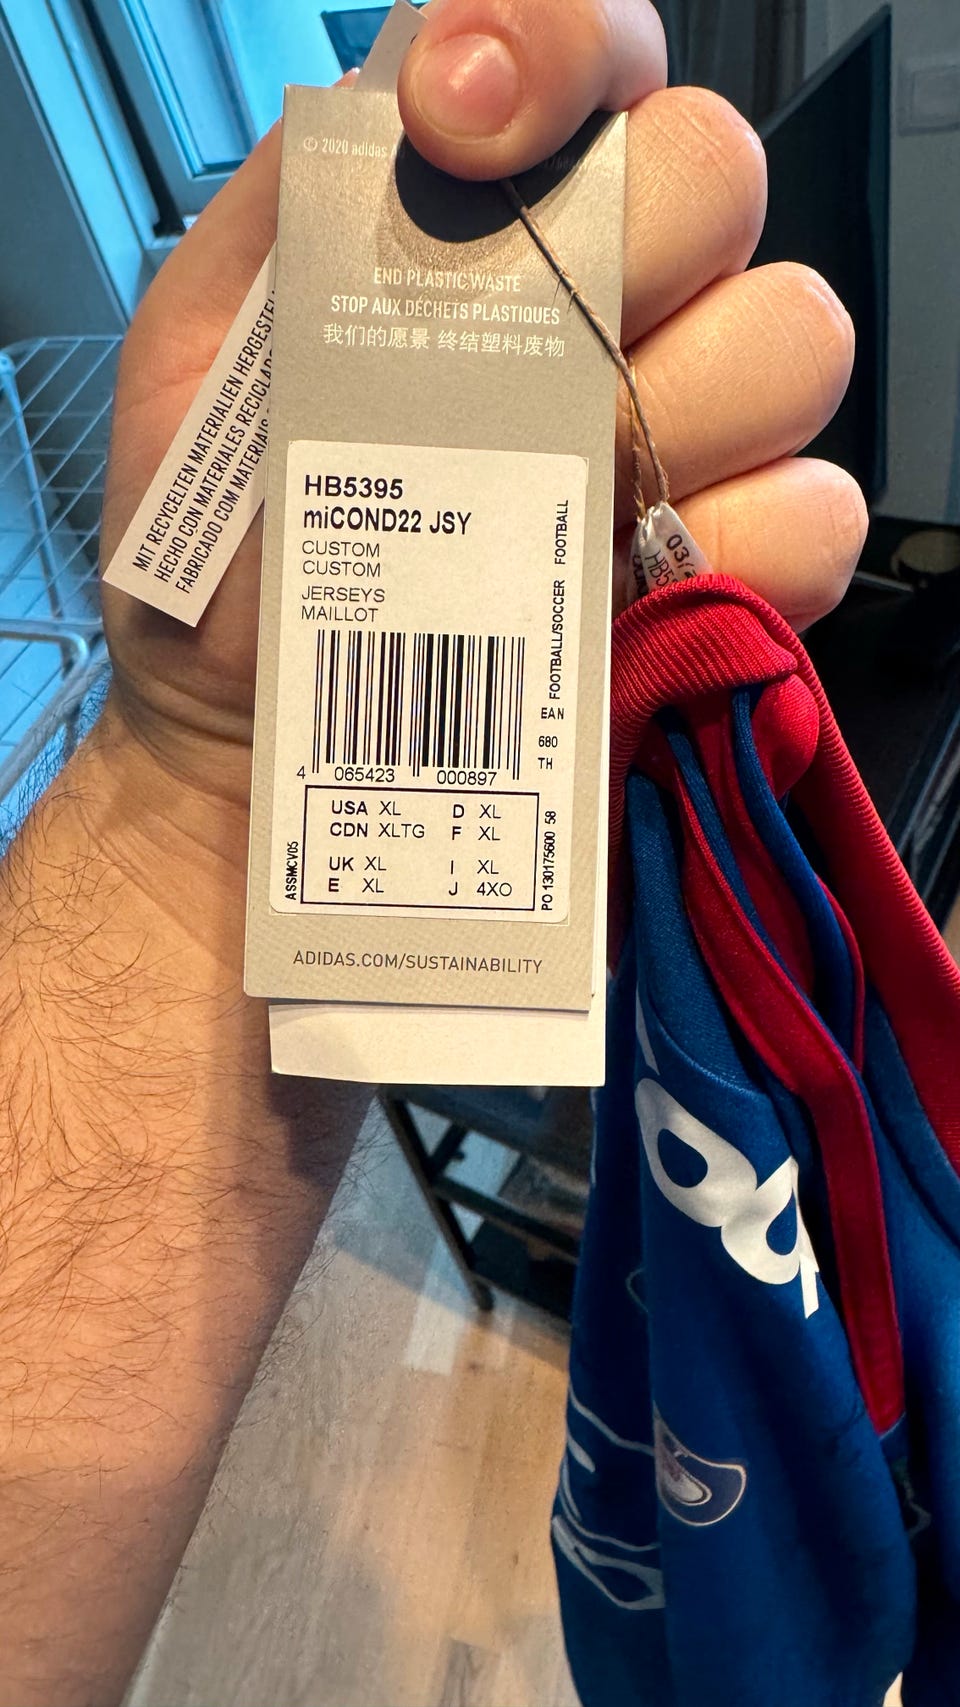 © 2020 adidas
END PLASTIC WASTE
STOP AUX DÉCHETS PLASTIQUES
我们的愿景 终结塑料废物
MIT RECYCELTEN MATERIALIEN
HECHO CON MATERIALES
FABRICADO COM MATERIAIS
HB5395
miCOND22 JSY
CUSTOM
CUSTOM
JERSEYS
MAILLOT
FOOTBALL/SOCCER FOOTBALL
EAN
680
TH
4 065423 000897
USA XL D XL
CDN XLTG F XL
UK XL I XL
E XL J 4XO
ASSMCV05
PO 130175600 58
ADIDAS.COM/SUSTAINABILITY